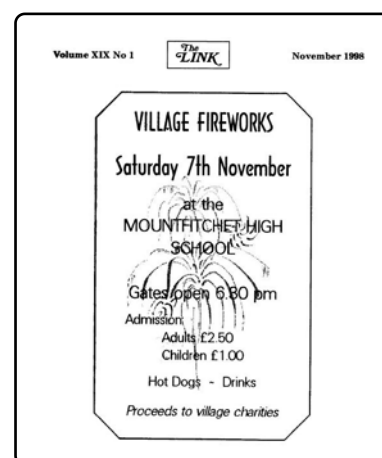 Volume XIX No 1
The
LINK
November 1998
VILLAGE FIREWORKS
Saturday 7th November
at the
MOUNTFITCHET HIGH
SCHOOL
Gates open 6.30 pm
Admission:
Adults £2.50
Children £1.00
Hot Dogs - Drinks
Proceeds to village charities